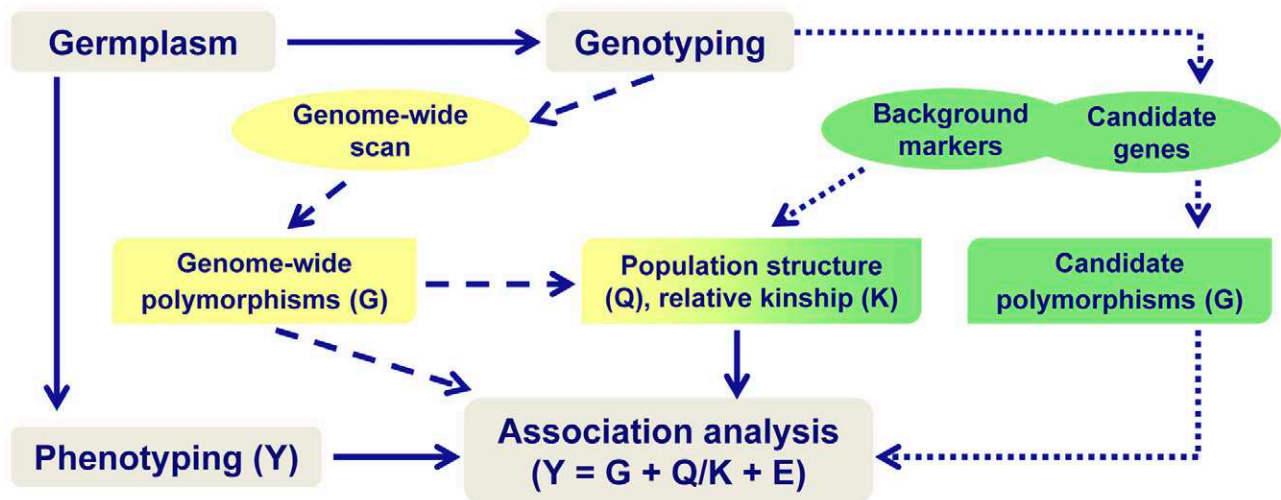 Germplasm
Genotyping
Genome-wide
scan
Background
markers
Candidate
genes
Genome-wide
polymorphisms (G)
Population structure
(Q), relative kinship (K)
Candidate
polymorphisms (G)
Phenotyping (Y)
Association analysis
(Y = G + Q/K + E)